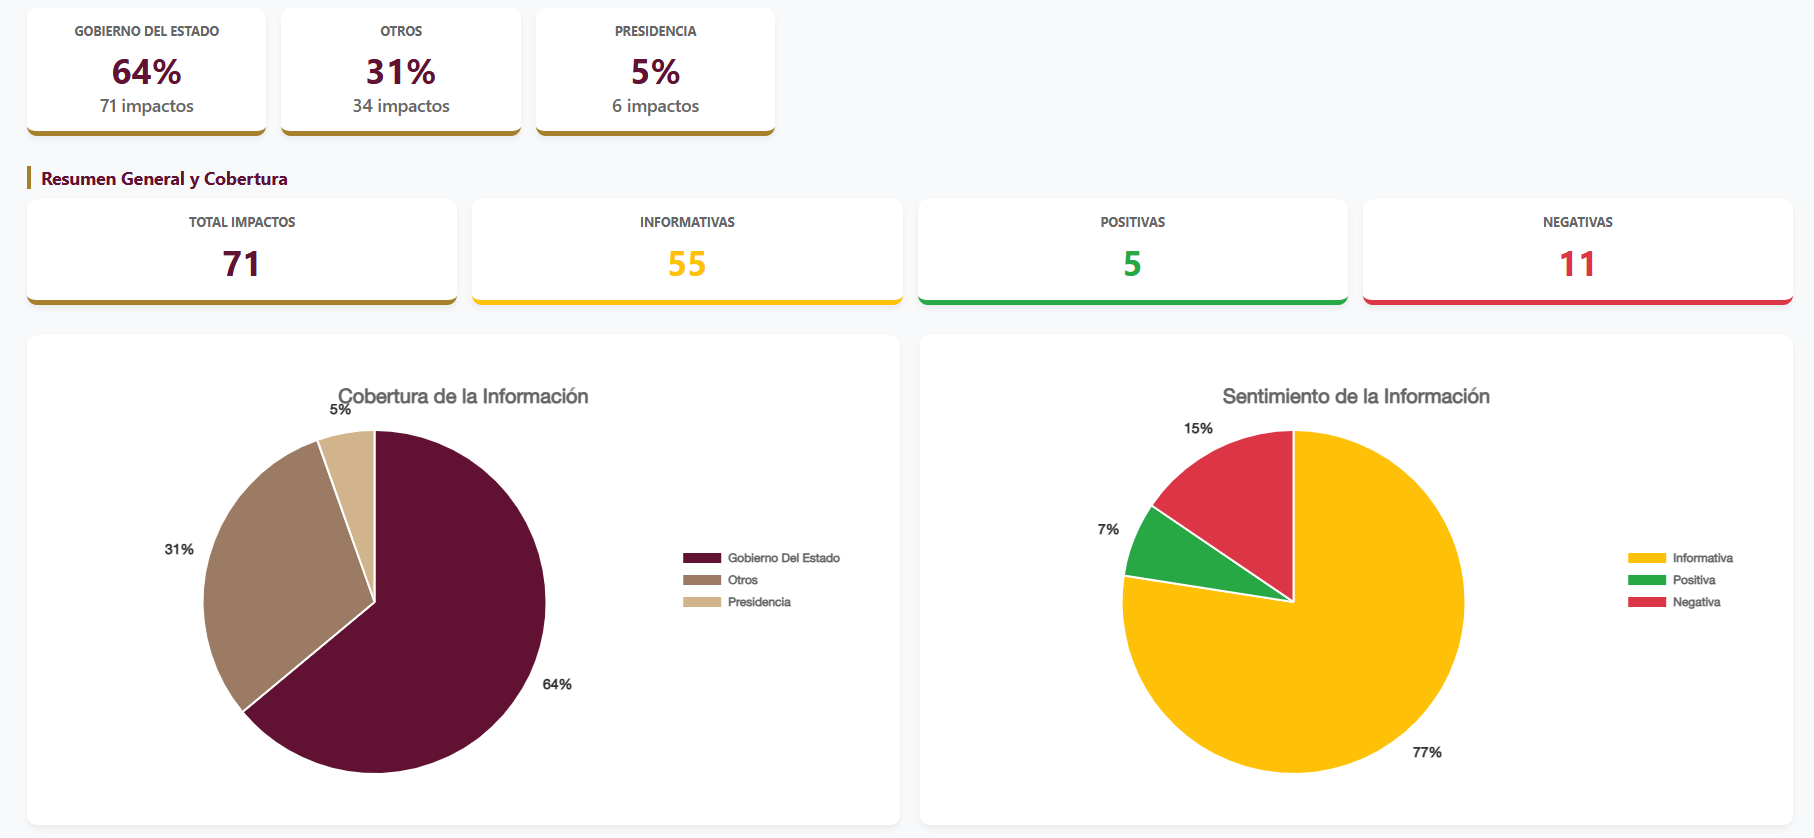 GOBIERNO DEL ESTADO
64%
71 impactos
OTROS
31%
34 impactos
PRESIDENCIA
5%
6 impactos
Resumen General y Cobertura
TOTAL IMPACTOS
71
INFORMATIVAS
55
POSITIVAS
5
NEGATIVAS
11
Cobertura de la Información
5%
31%
64%
Gobierno Del Estado
Otros
Presidencia
Sentimiento de la Información
15%
7%
77%
Informativa
Positiva
Negativa